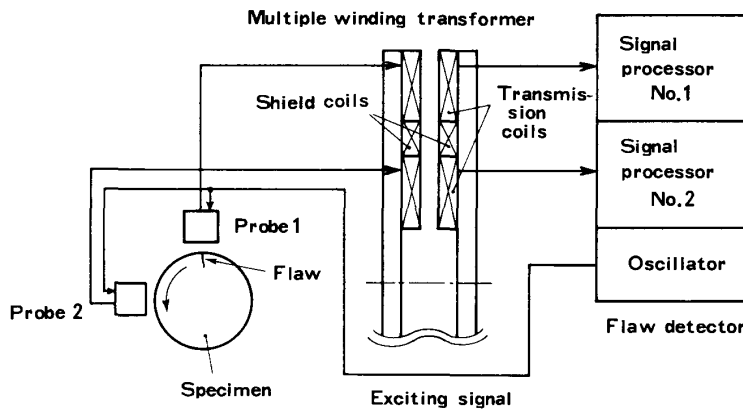 Multiple winding transformer
Signal
processor
No.1
Shield coils
Transmis-
sion
coils
Signal
processor
No.2
Probe 1
Flaw
Oscillator
Probe 2
Flaw detector
Specimen
Exciting signal